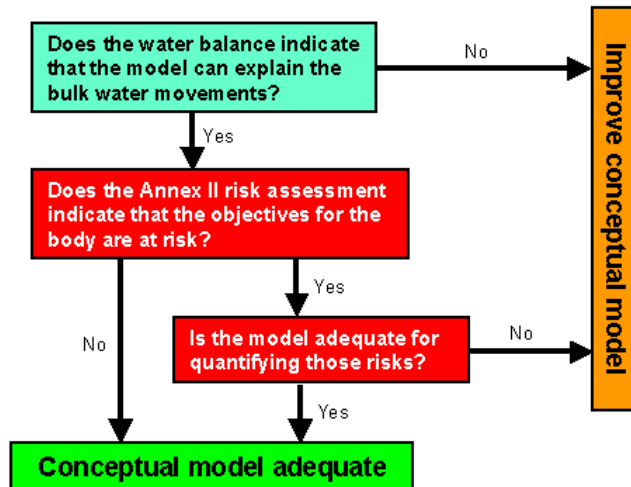 Does the water balance indicate
that the model can explain the
bulk water movements?
No
Yes
Does the Annex II risk assessment
indicate that the objectives for the
body are at risk?
Yes
No
Is the model adequate for
quantifying those risks?
No
Yes
Conceptual model adequate
Improve conceptual model